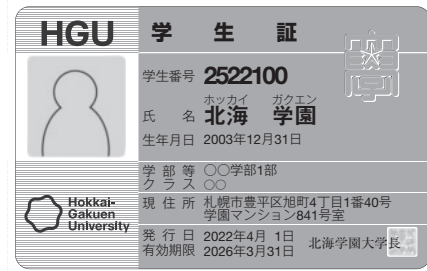 HGU 学生証
学生番号 2522100
ホッカイ ガクエン
氏名 北海 学園
生年月日 2003年12月31日
学部等 〇〇学部1部
クラス 〇〇
Hokkai-
Gakuen
University
現住所 札幌市豊平区旭町4丁目1番40号
学園マンション841号室
発行日 2022年4月 1日
有効期限 2026年3月31日
北海学園大学長